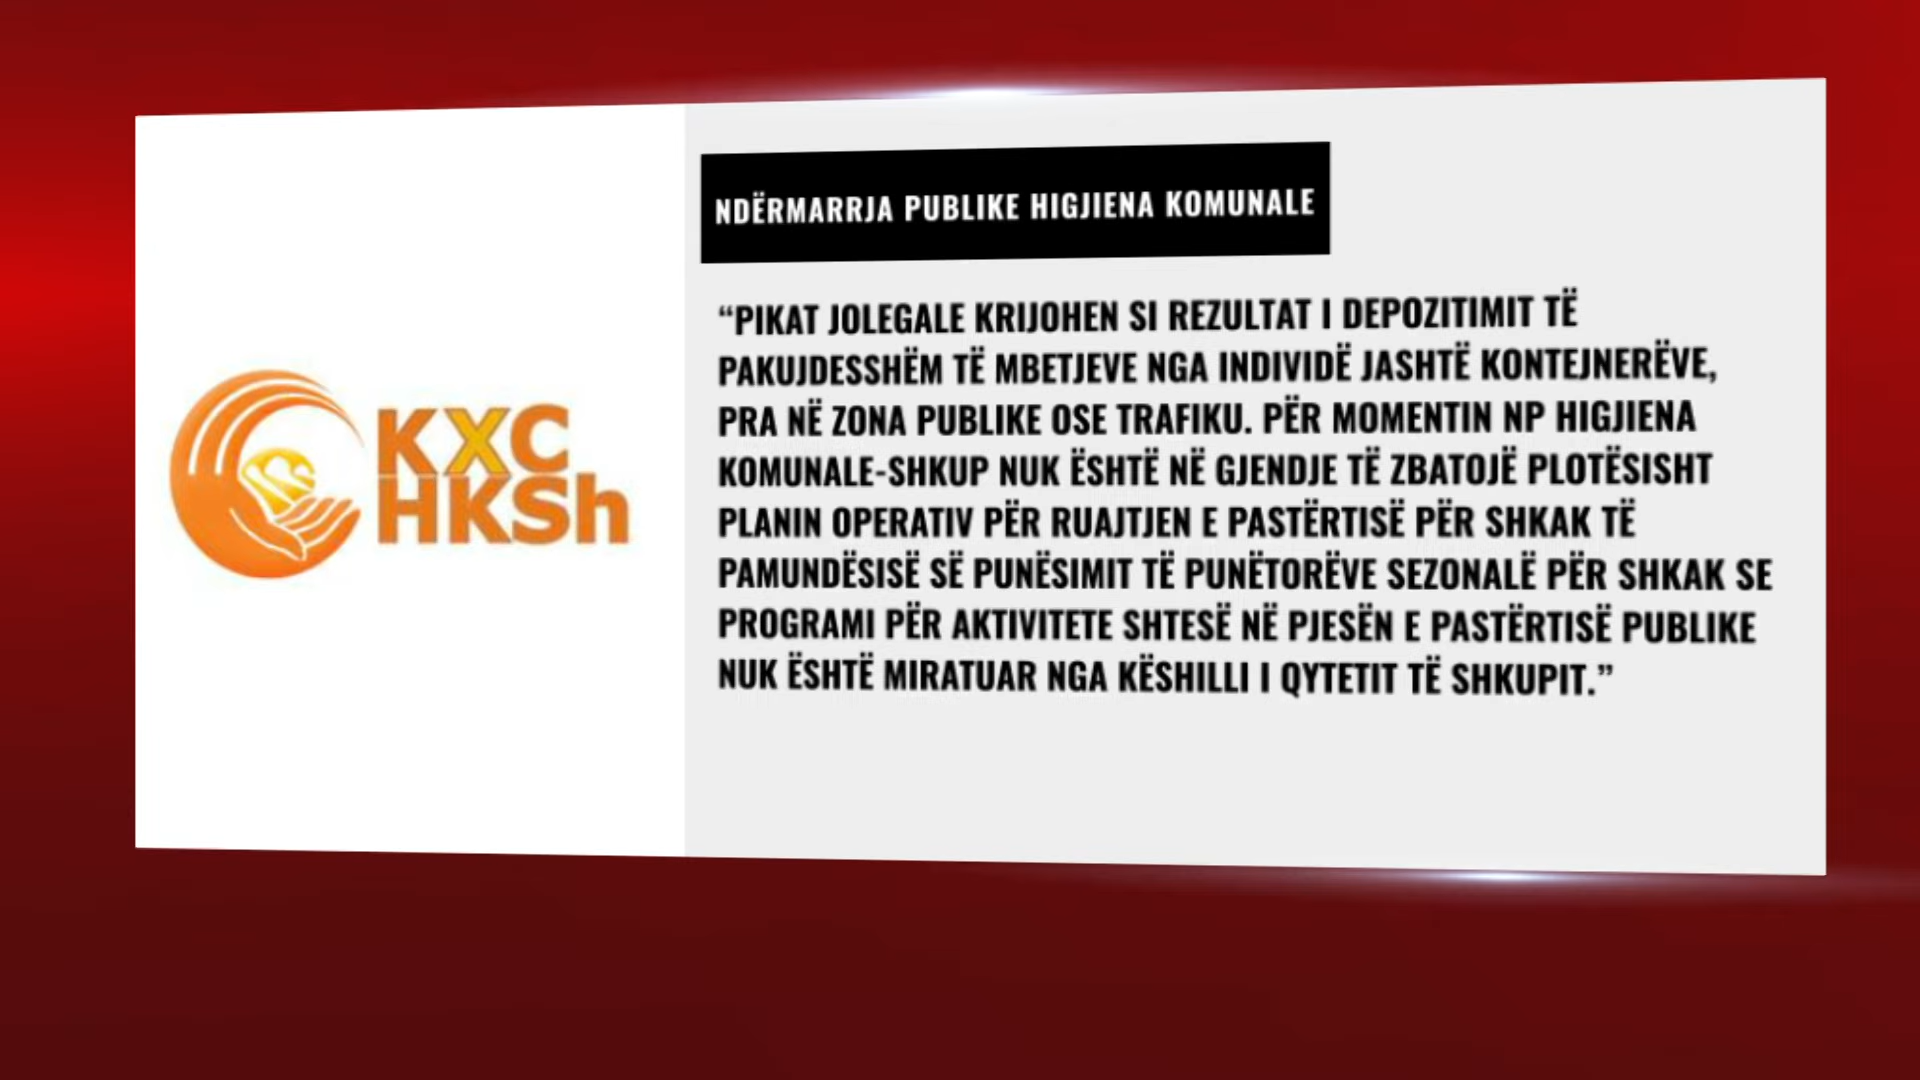 KXC
HKSh
NDËRMARRJA PUBLIKE HIGJIENA KOMUNALE
“PIKAT JOLEGALE KRIJOHEN SI REZULTAT I DEPOZITIMIT TË
PAKUJDESSHËM TË MBETJEVE NGA INDIVIDË JASHTË KONTEJNERËVE,
PRA NË ZONA PUBLIKE OSE TRAFIKU. PËR MOMENTIN NP HIGJIENA
KOMUNALE-SHKUP NUK ËSHTË NË GJENDJE TË ZBATOJË PLOTËSISHT
PLANIN OPERATIV PËR RUAJTJEN E PASTËRTISË PËR SHKAK TË
PAMUNDËSISË SË PUNËSIMIT TË PUNËTORËVE SEZONALË PËR SHKAK SE
PROGRAMI PËR AKTIVITETE SHTESË NË PJESËN E PASTËRTISË PUBLIKE
NUK ËSHTË MIRATUAR NGA KËSHILLI I QYTETIT TË SHKUPIT.”